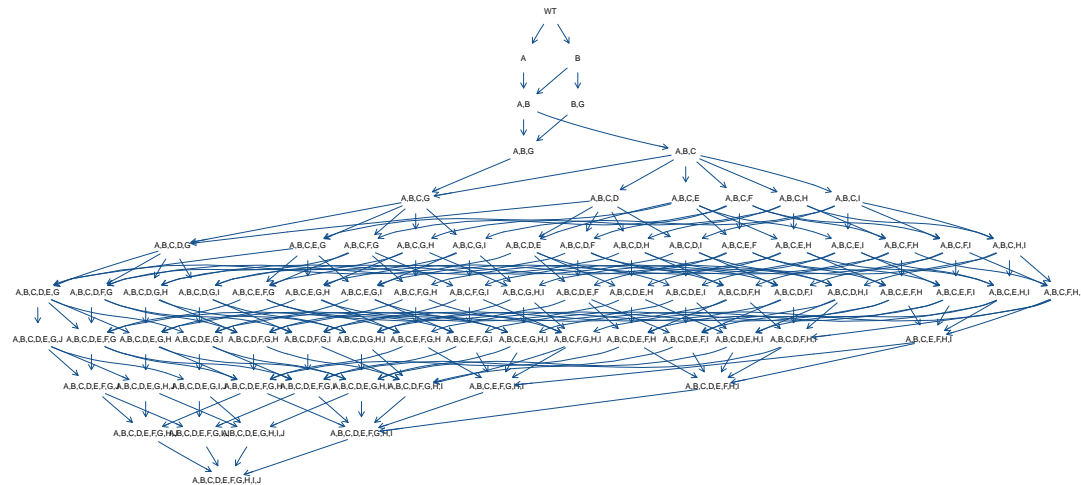 WT
A B
A,B B,G
A,B,G A,B,C
A,B,C,G A,B,C,D A,B,C,E A,B,C,F A,B,C,H A,B,C,I
A,B,C,D,G A,B,C,E,G A,B,C,F,G A,B,C,G,H A,B,C,G,I A,B,C,D,E A,B,C,D,F A,B,C,D,H A,B,C,D,I A,B,C,E,F A,B,C,E,H A,B,C,E,I A,B,C,F,H A,B,C,F,I A,B,C,H,I
A,B,C,D,E,G A,B,C,D,F,G A,B,C,D,G,H A,B,C,D,G,I A,B,C,E,F,G A,B,C,E,G,H A,B,C,E,G,I A,B,C,F,G,H A,B,C,F,G,I A,B,C,G,H,I A,B,C,D,E,F A,B,C,D,E,H A,B,C,D,E,I A,B,C,D,F,H A,B,C,D,F,I A,B,C,D,H,I A,B,C,E,F,H A,B,C,E,F,I A,B,C,E,H,I A,B,C,F,H,
A,B,C,D,E,G,J A,B,C,D,E,F,G A,B,C,D,E,G,H A,B,C,D,E,G,I A,B,C,D,F,G,H A,B,C,D,F,G,I A,B,C,D,G,H,I A,B,C,E,F,G,H A,B,C,E,F,G,I A,B,C,E,G,H,I A,B,C,F,G,H,I A,B,C,D,E,F,H A,B,C,D,E,F,I A,B,C,D,E,H,I A,B,C,D,F,H,I A,B,C,E,F,H,I
A,B,C,D,E,F,G,J A,B,C,D,E,G,H,J A,B,C,D,E,G,I,J A,B,C,D,E,F,G,H A,B,C,D,E,F,G,I A,B,C,D,E,G,H,I A,B,C,D,F,G,H,I A,B,C,E,F,G,H,I A,B,C,D,E,F,H,I
A,B,C,D,E,F,G,H,J A,B,C,D,E,F,G,I,J A,B,C,D,E,G,H,I,J A,B,C,D,E,F,G,H,I
A,B,C,D,E,F,G,H,I,J